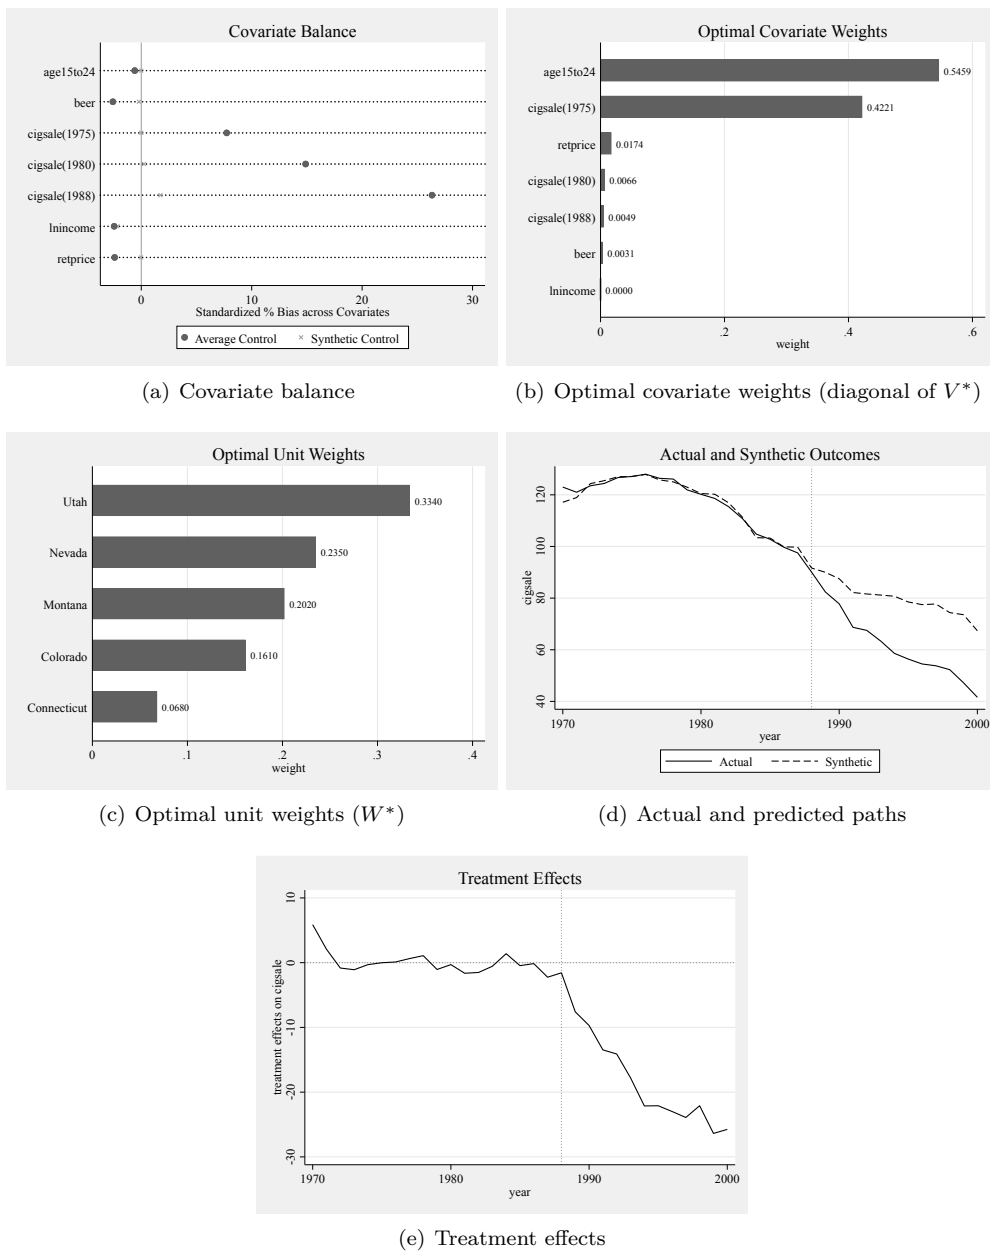 Covariate Balance
age15to24
beer
cigsale(1975)
cigsale(1980)
cigsale(1988)
lnincome
retprice
0 10 20 30
Standardized % Bias across Covariates
Average Control Synthetic Control
(a) Covariate balance
Optimal Covariate Weights
age15to24 0.5459
cigsale(1975) 0.4221
retprice 0.0174
cigsale(1980) 0.0066
cigsale(1988) 0.0049
beer 0.0031
lnincome 0.0000
0 .2 .4 .6
weight
(b) Optimal covariate weights (diagonal of V*)
Optimal Unit Weights
Utah 0.3340
Nevada 0.2350
Montana 0.2020
Colorado 0.1610
Connecticut 0.0680
0 .1 .2 .3 .4
weight
(c) Optimal unit weights (W*)
Actual and Synthetic Outcomes
cigsale
120
100
80
60
40
1970 1980 1990 2000
year
Actual Synthetic
(d) Actual and predicted paths
Treatment Effects
treatment effects on cigsale
10
0
-10
-20
-30
1970 1980 1990 2000
year
(e) Treatment effects